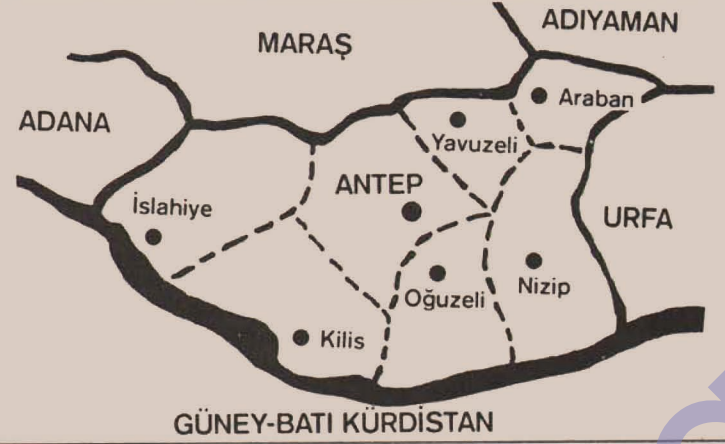 ADIYAMAN
MARAŞ
Araban
ADANA
Yavuzeli
ANTEP
İslahiye
URFA
Oğuzeli
Nizip
Kilis
GÜNEY-BATI KÜRDİSTAN